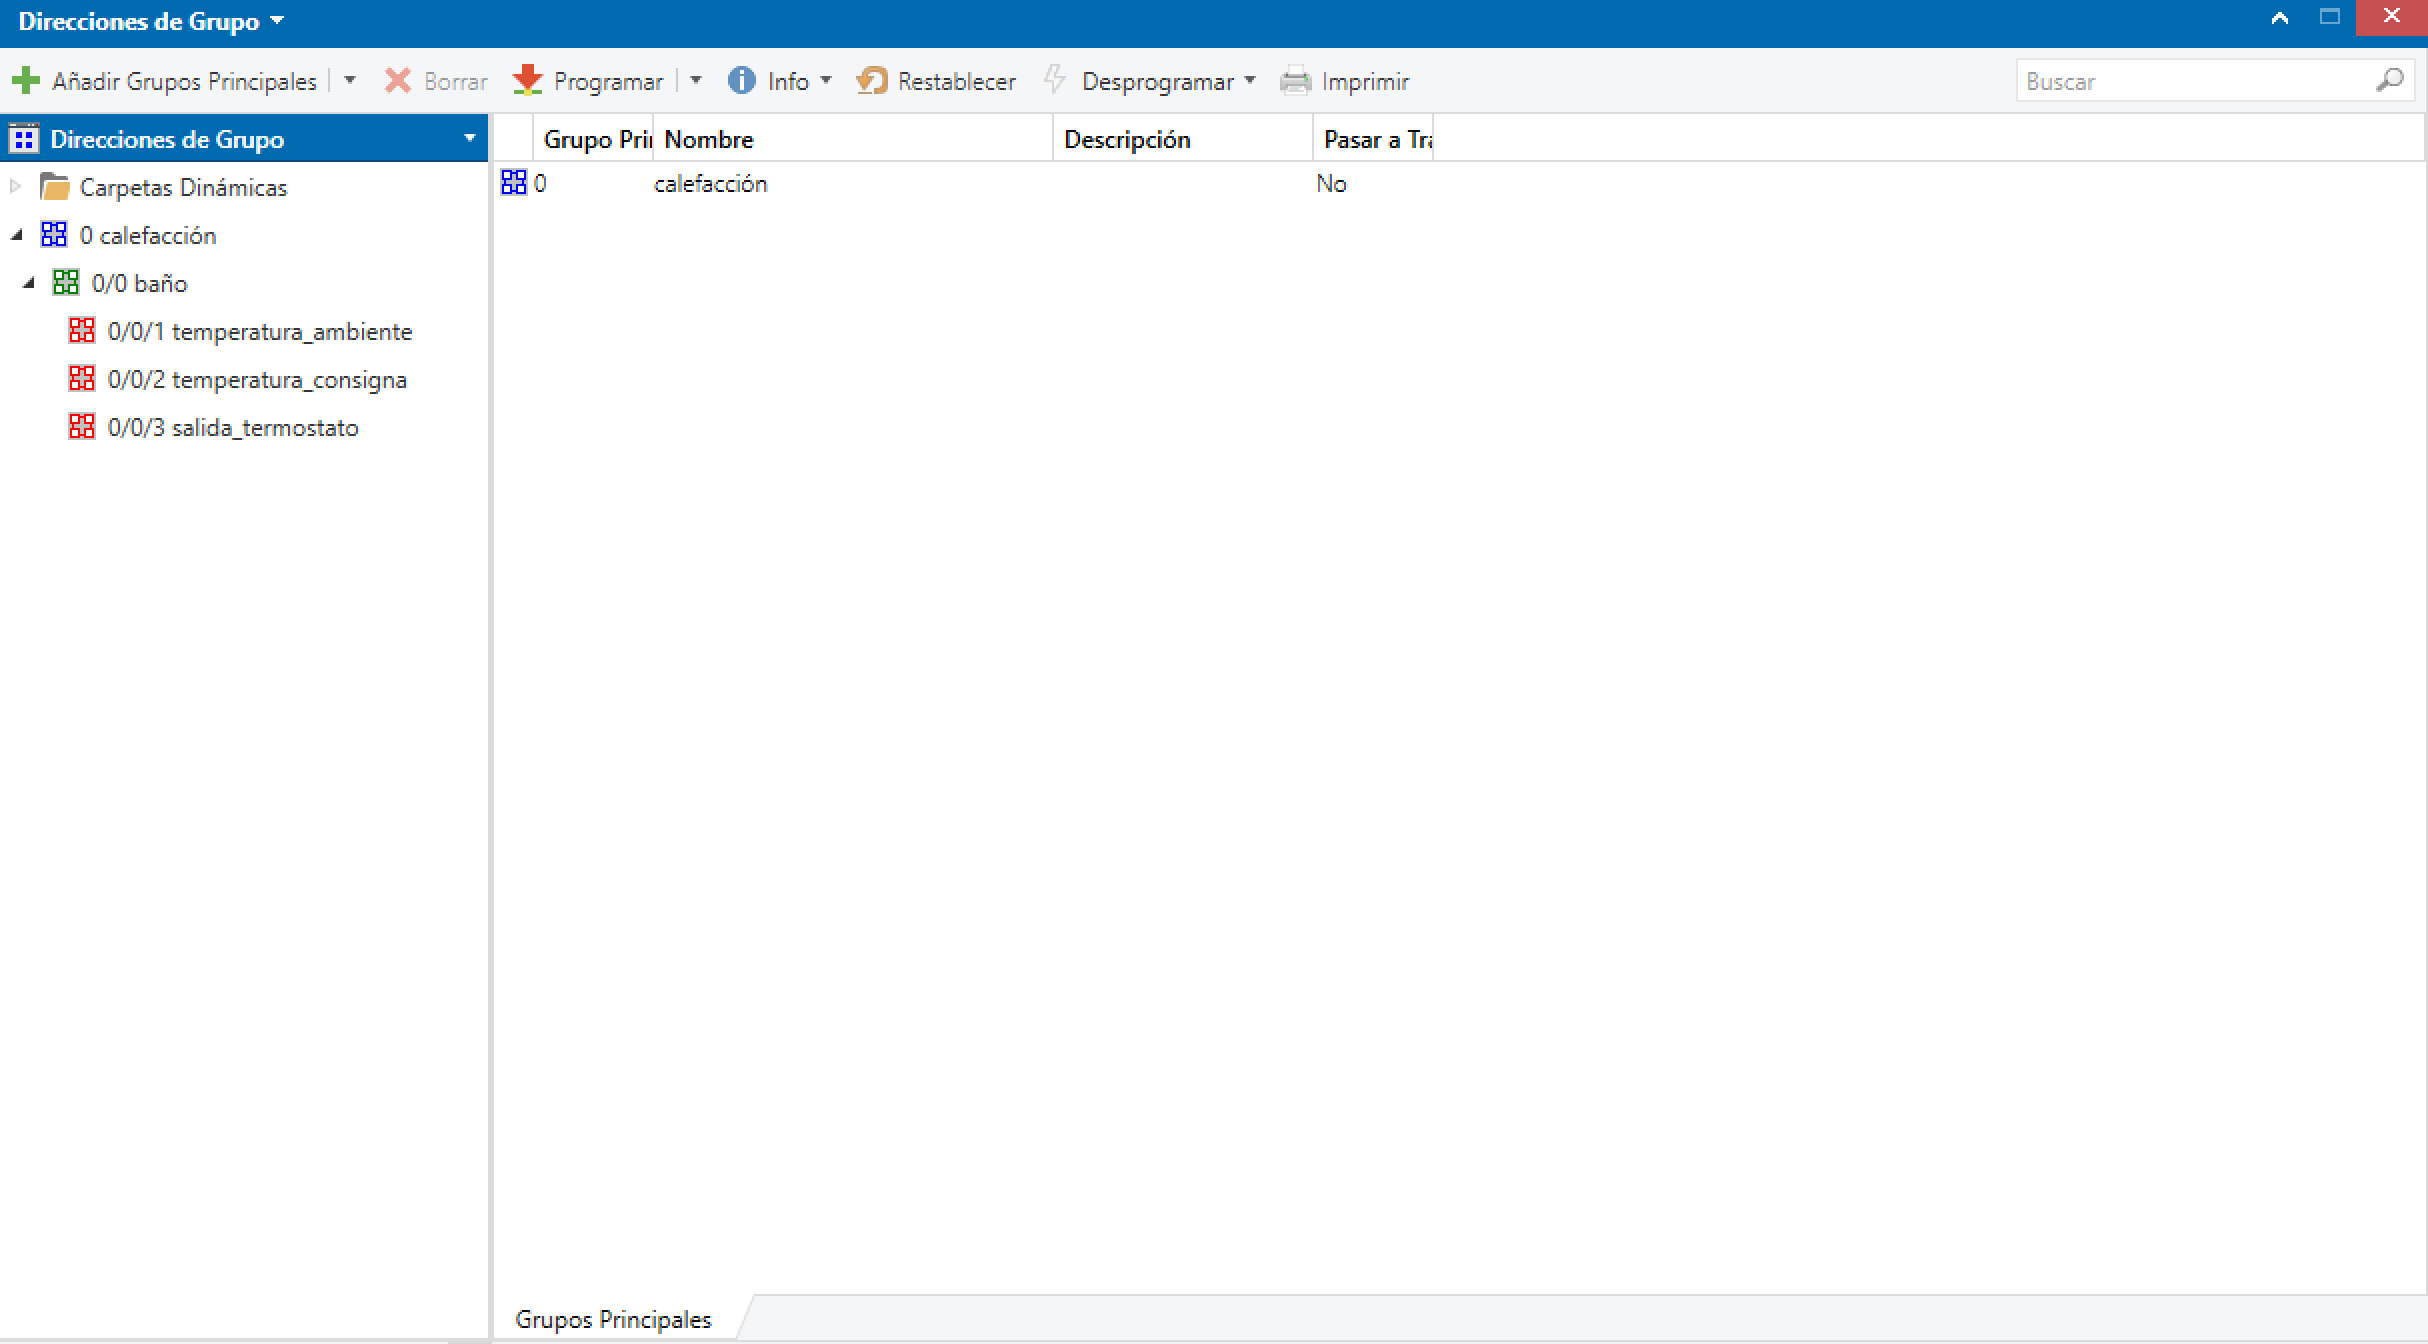 Direcciones de Grupo
Añadir Grupos Principales Borrar Programar Info Restablecer Desprogramar Imprimir Buscar
Direcciones de Grupo
Carpetas Dinámicas
0 calefacción
0/0 baño
0/0/1 temperatura_ambiente
0/0/2 temperatura_consigna
0/0/3 salida_termostato
Grupo Pri Nombre Descripción Pasar a Tra
0 calefacción No
Grupos Principales